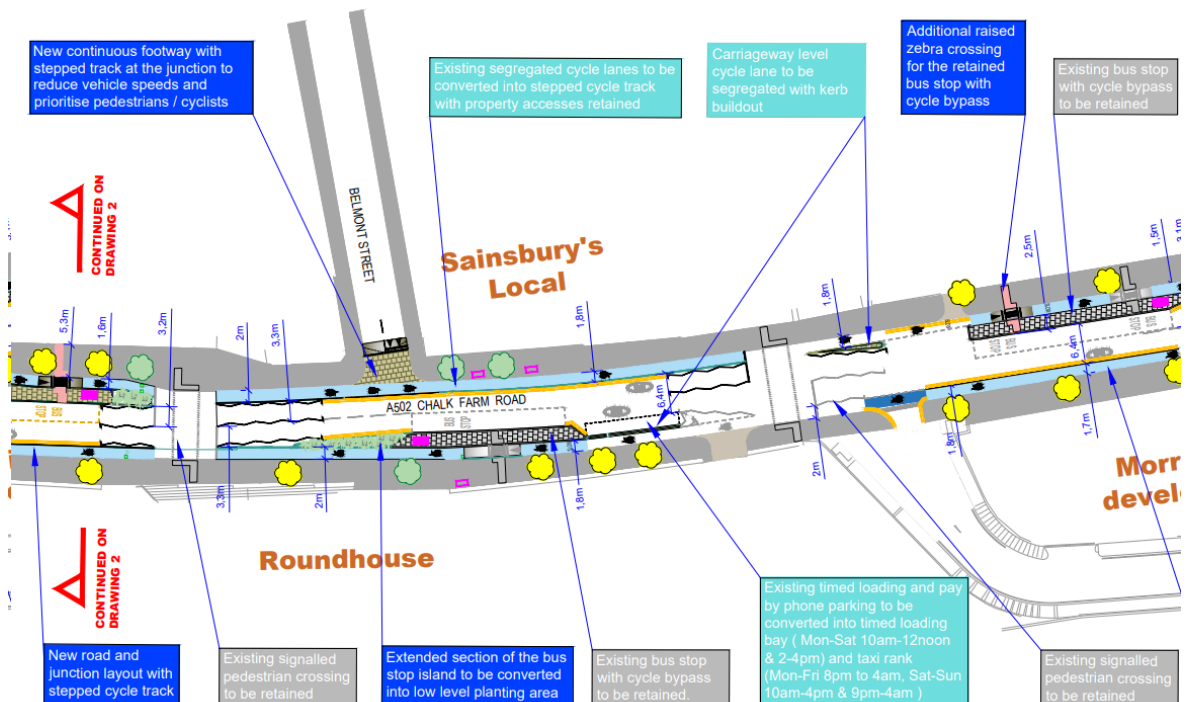 New continuous footway with
stepped track at the junction to
reduce vehicle speeds and
prioritise pedestrians / cyclists
Existing segregated cycle lanes to be
converted into stepped cycle track
with property accesses retained
Carriageway level
cycle lane to be
segregated with kerb
buildout
Additional raised
zebra crossing
for the retained
bus stop with
cycle bypass
Existing bus stop
with cycle bypass
to be retained
CONTINUED ON
DRAWING 2
BELMONT STREET
Sainsbury's
Local
5,3m
1,6m
3,2m
2m
3,3m
1,8m
6,4m
1,8m
2,5m
1,5m
3,1m
6,4m
A502 CHALK FARM ROAD
BUS
STOP
BUS
STOP
BUS
STOP
BUS
STOP
3,3m
2m
1,8m
2m
1,8m
1,7m
Morr
develo
Roundhouse
CONTINUED ON
DRAWING 2
New road and
junction layout with
stepped cycle track
Existing signalled
pedestrian crossing
to be retained
Extended section of the bus
stop island to be converted
into low level planting area
Existing bus stop
with cycle bypass
to be retained.
Existing timed loading and pay
by phone parking to be
converted into timed loading
bay ( Mon-Sat 10am-12noon
& 2-4pm) and taxi rank
(Mon-Fri 8pm to 4am, Sat-Sun
10am-4pm & 9pm-4am )
Existing signalled
pedestrian crossing
to be retained